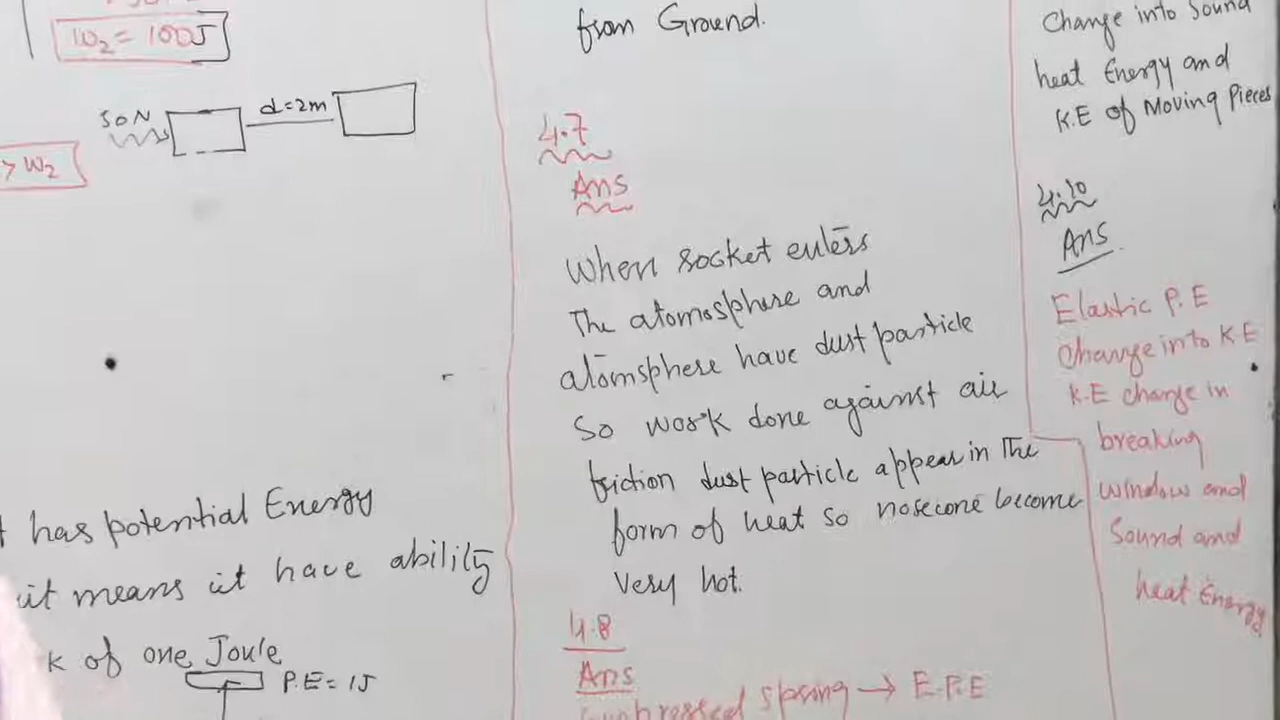 W₂ = 100J
50N
d=2m
> W₂
has potential Energy
it means it have ability
k of one Joule
P.E = 1J
from Ground.
4.7
Ans
When rocket enters
The atomosphere and
atomsphere have dust particle
So work done against air
friction dust particle appear in The
form of heat so nosecone become
very hot.
4.8
Ans
spring → E.P.E
Change into Sound
heat Energy and
K.E of Moving Pieces
4.10
Ans.
Elastic P.E
Change into K.E
K.E change in
breaking
window and
Sound and
heat Energy